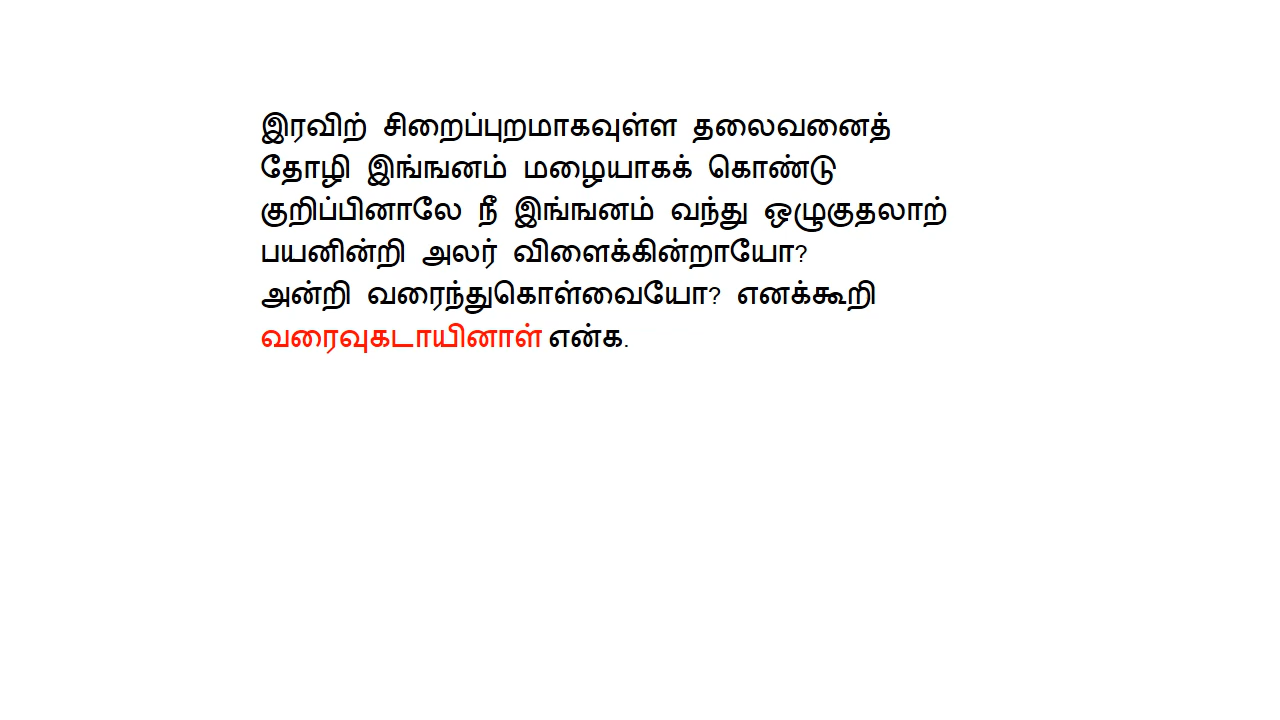 இரவிற் சிறைப்புறமாகவுள்ள தலைவனைத்
தோழி இங்ஙனம் மழையாகக் கொண்டு
குறிப்பினாலே நீ இங்ஙனம் வந்து ஒழுகுதலாற்
பயனின்றி அலர் விளைக்கின்றாயோ?
அன்றி வரைந்துகொள்வையோ? எனக்கூறி
வரைவுகடாயினாள் என்க.